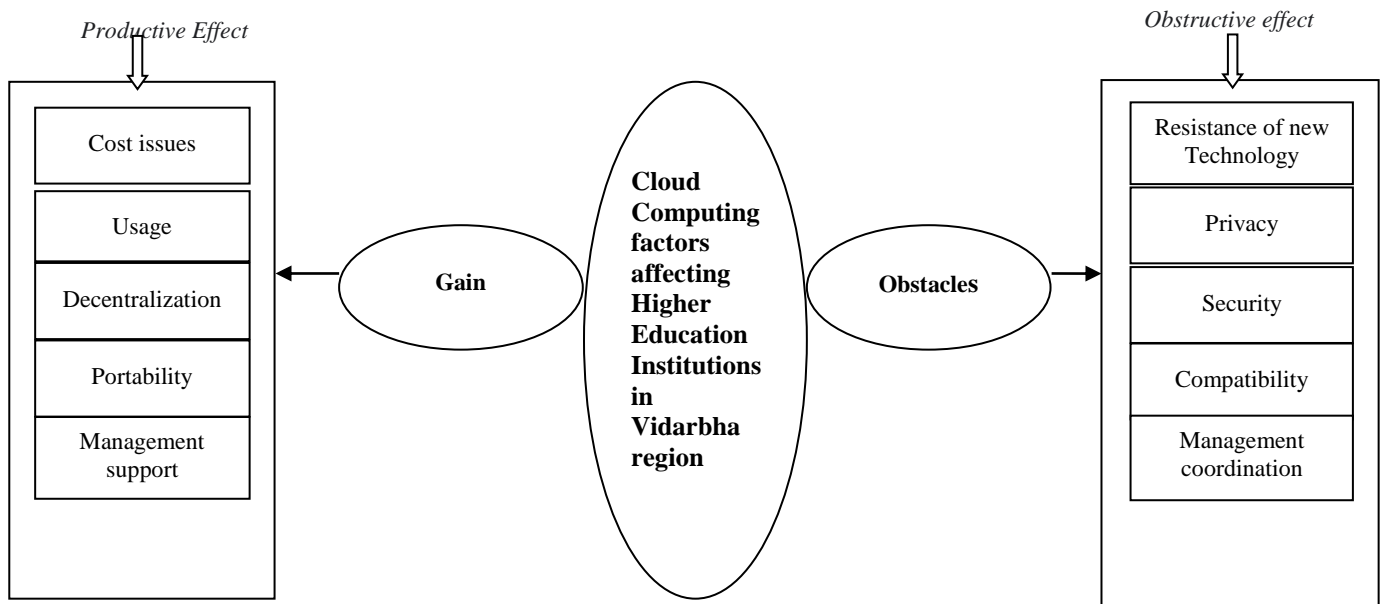 Productive Effect
Obstructive effect
Cost issues
Usage
Decentralization
Portability
Management
support
Gain
Cloud
Computing
factors
affecting
Higher
Education
Institutions
in
Vidarbha
region
Obstacles
Resistance of new
Technology
Privacy
Security
Compatibility
Management
coordination